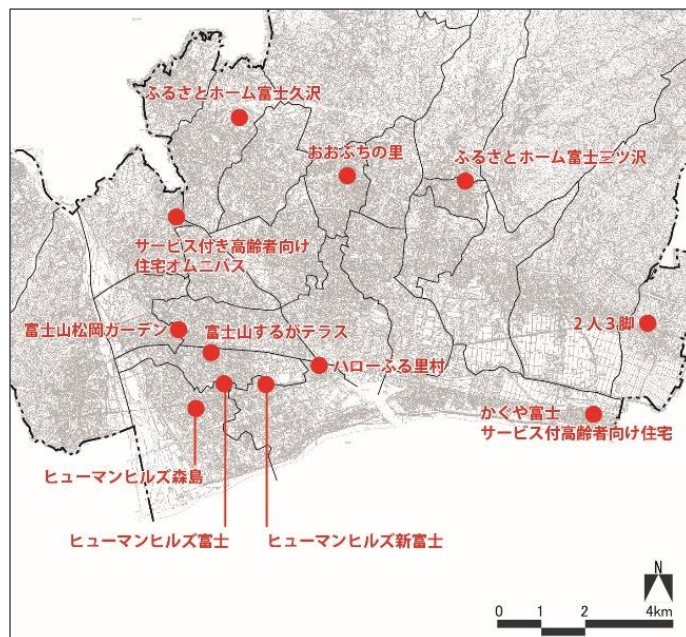 ふるさとホーム富士久沢
おおふちの里
ふるさとホーム富士三ツ沢
サービス付き高齢者向け
住宅オムニバス
富士山松岡ガーデン
富士山するがテラス
2人3脚
ハローふる里村
かぐや富士
サービス付高齢者向け住宅
ヒューマンヒルズ森島
ヒューマンヒルズ富士
ヒューマンヒルズ新富士
N
0 1 2 4km